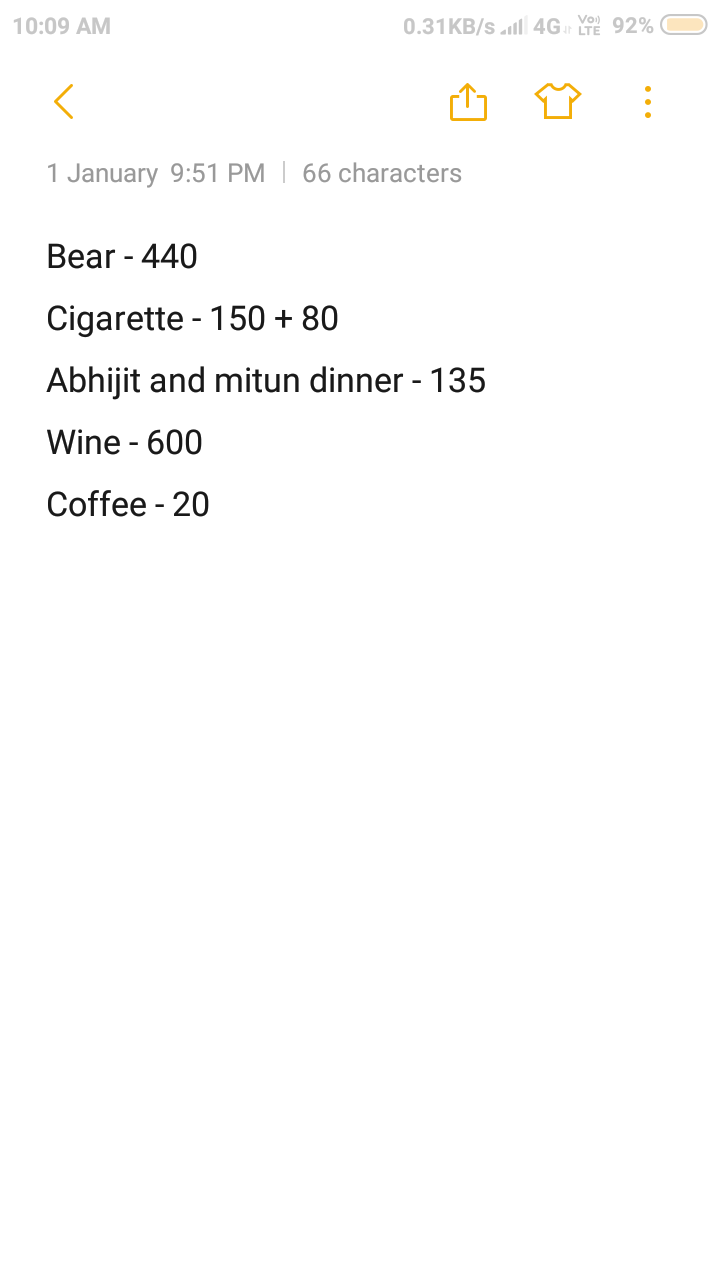 10:09 AM 0.31KB/s 4G Vo) LTE 92%
1 January 9:51 PM | 66 characters
Bear - 440
Cigarette - 150 + 80
Abhijit and mitun dinner - 135
Wine - 600
Coffee - 20